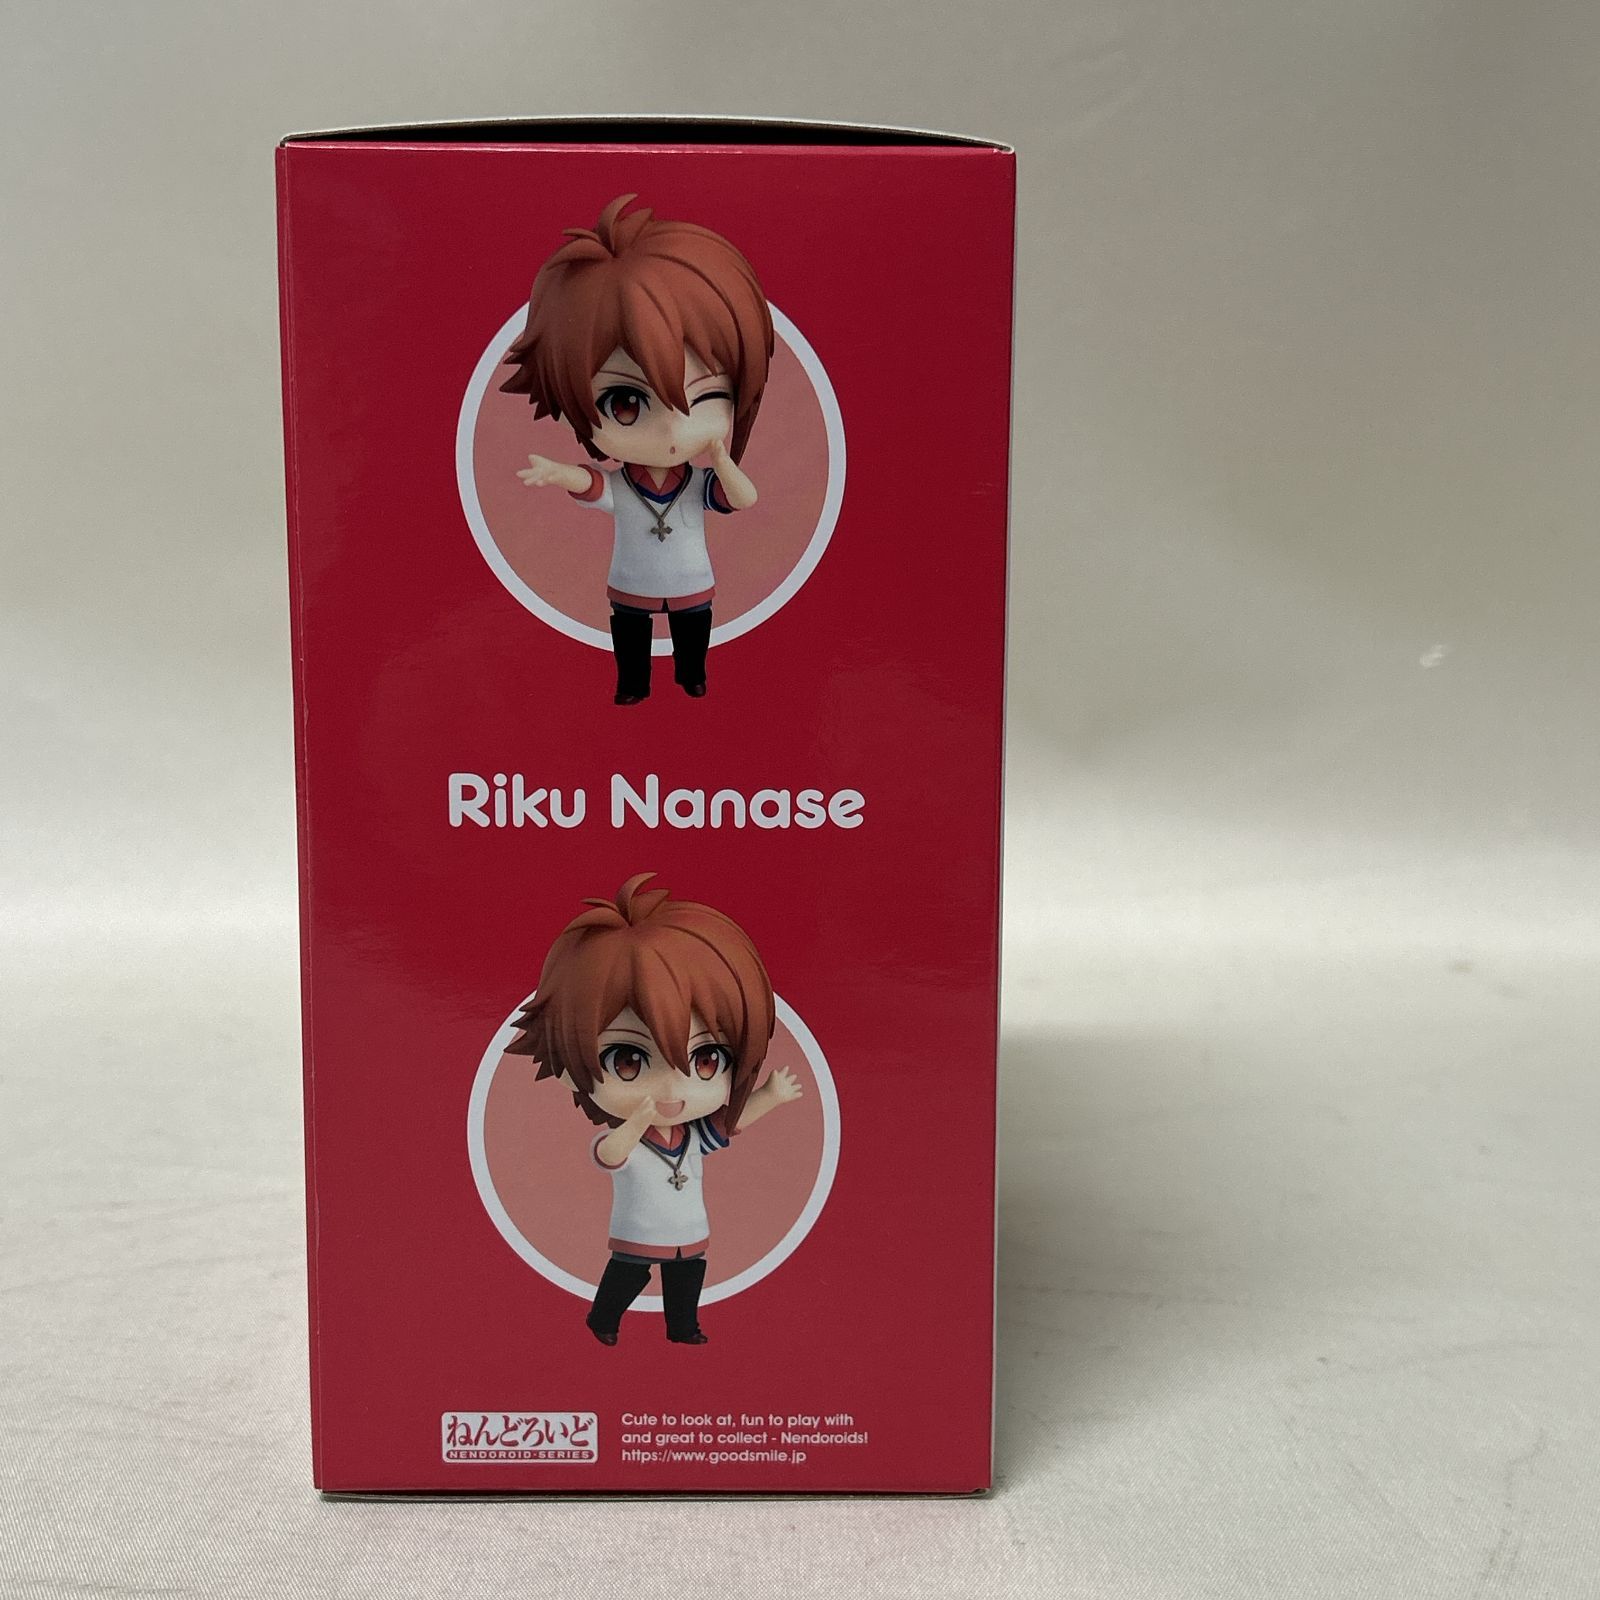 Riku Nanase
ねんどろいど
NENDOROID・SERIES
Cute to look at, fun to play with
and great to collect - Nendoroids!
https://www.goodsmile.jp